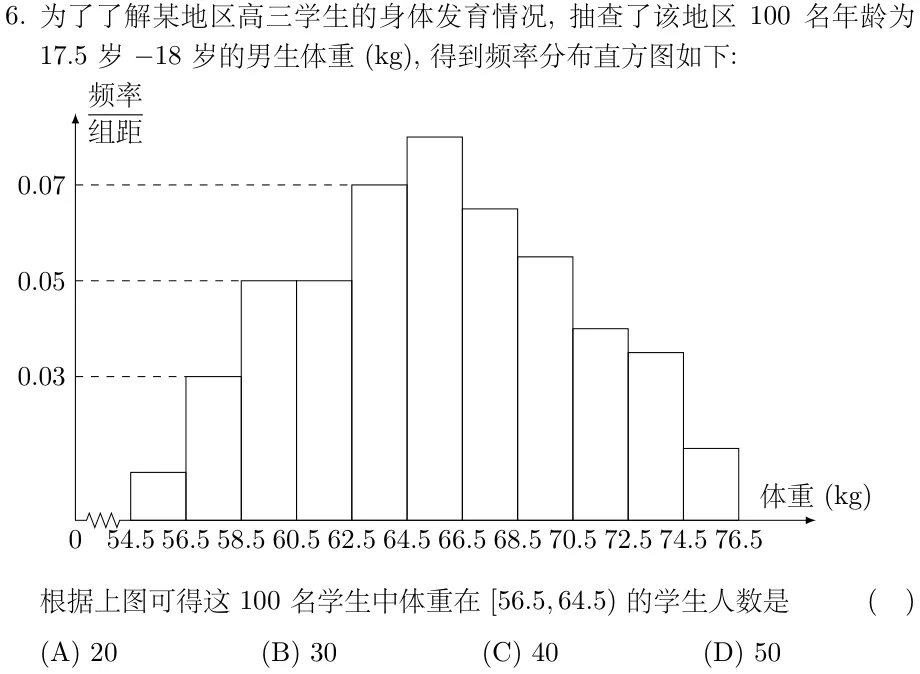 6. 为了了解某地区高三学生的身体发育情况, 抽查了该地区 100 名年龄为
17.5 岁 −18 岁的男生体重 (kg), 得到频率分布直方图如下:
频率
组距
0.07
0.05
0.03
体重 (kg)
0 54.5 56.5 58.5 60.5 62.5 64.5 66.5 68.5 70.5 72.5 74.5 76.5
根据上图可得这 100 名学生中体重在 [56.5, 64.5) 的学生人数是 ( )
(A) 20 (B) 30 (C) 40 (D) 50